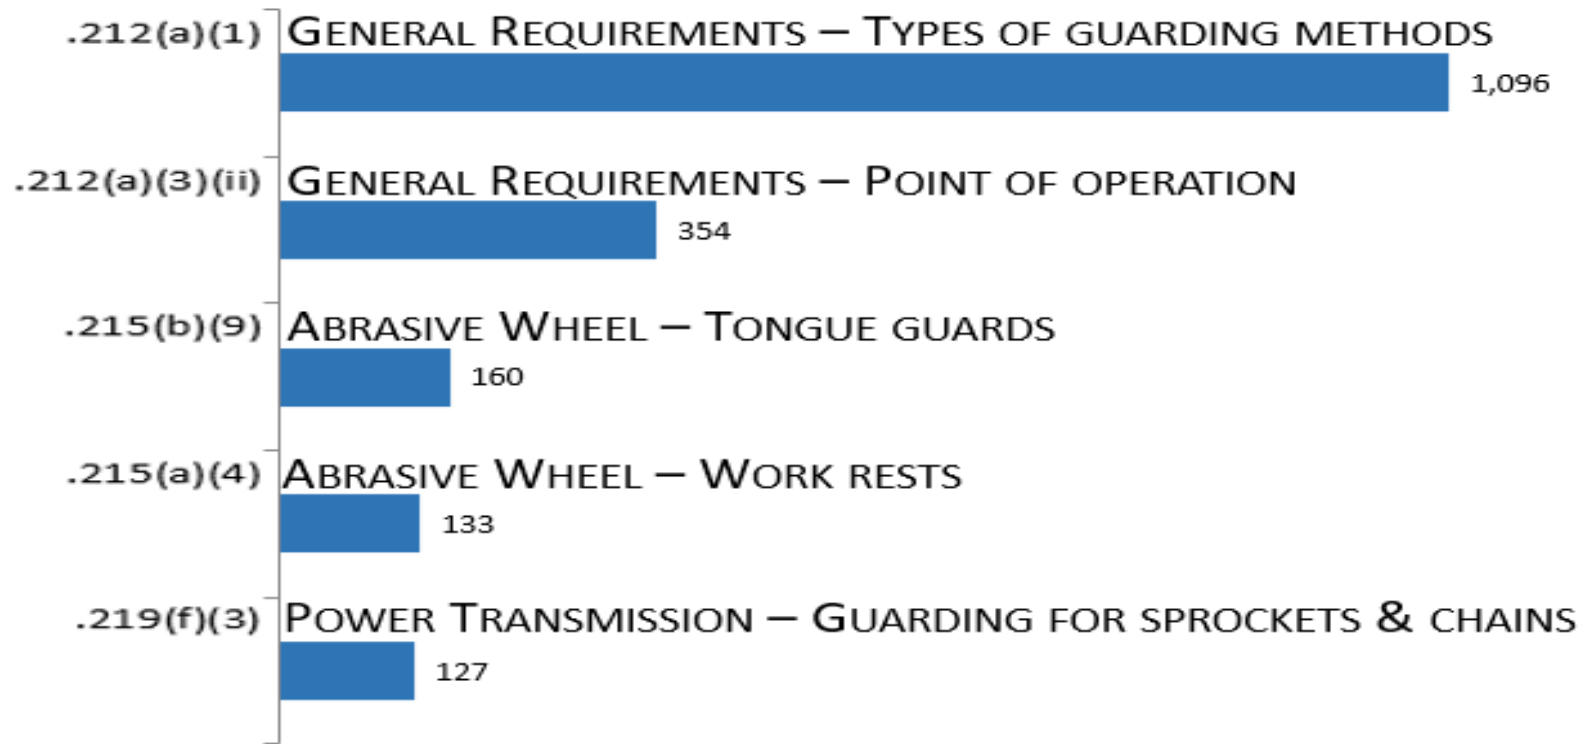 .212(a)(1) GENERAL REQUIREMENTS – TYPES OF GUARDING METHODS
1,096
.212(a)(3)(ii) GENERAL REQUIREMENTS – POINT OF OPERATION
354
.215(b)(9) ABRASIVE WHEEL – TONGUE GUARDS
160
.215(a)(4) ABRASIVE WHEEL – WORK RESTS
133
.219(f)(3) POWER TRANSMISSION – GUARDING FOR SPROCKETS & CHAINS
127